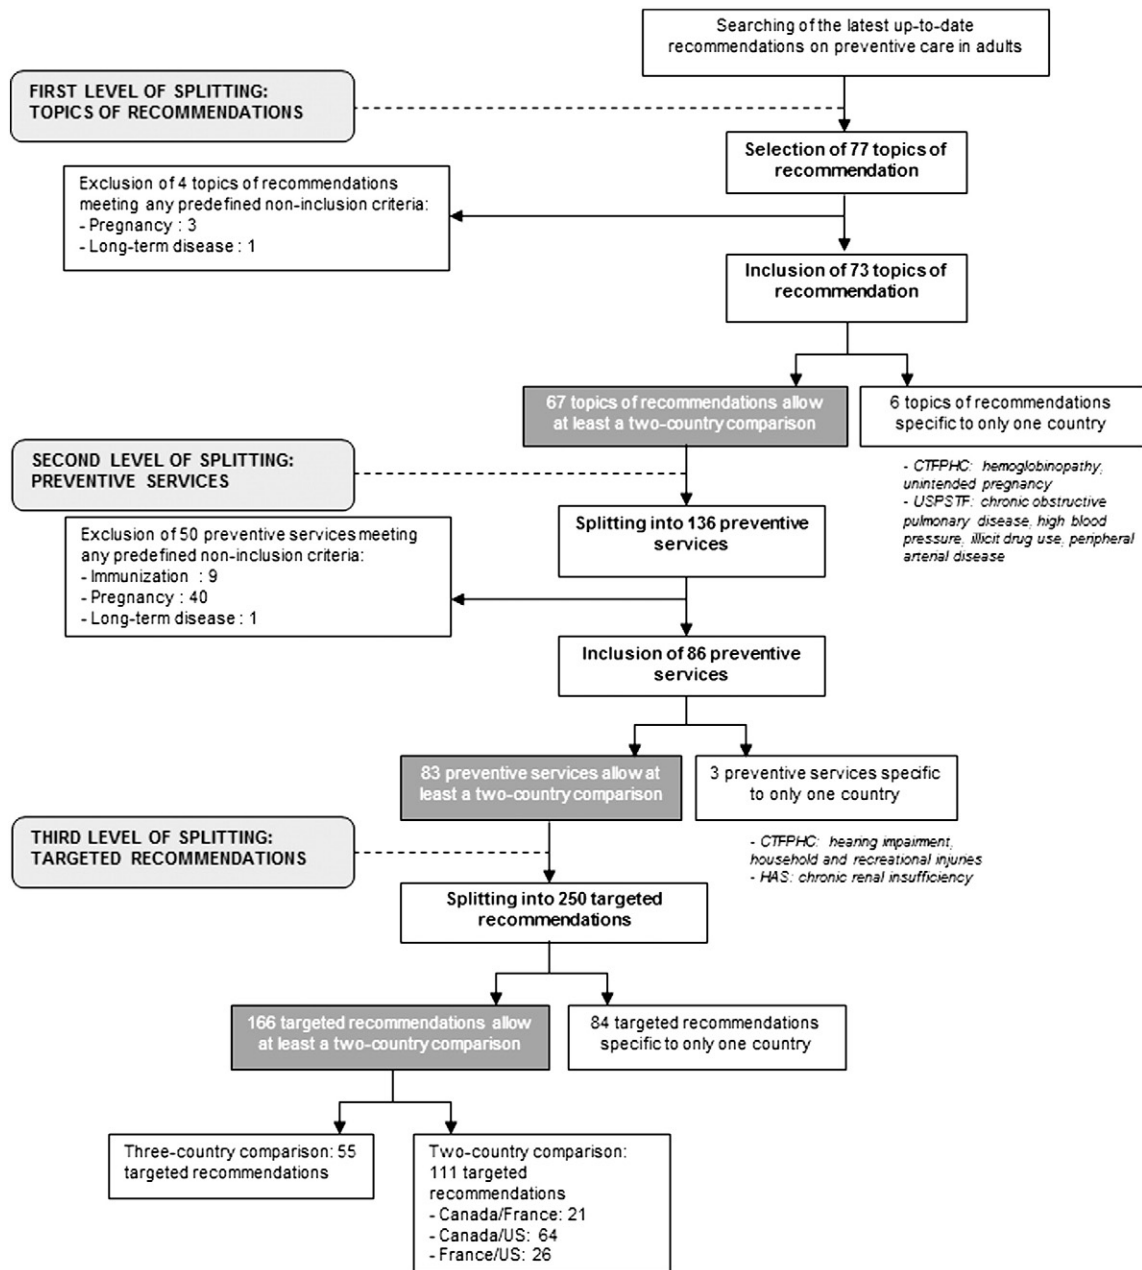 Searching of the latest up-to-date
recommendations on preventive care in adults
FIRST LEVEL OF SPLITTING:
TOPICS OF RECOMMENDATIONS
Selection of 77 topics of
recommendation
Exclusion of 4 topics of recommendations
meeting any predefined non-inclusion criteria:
- Pregnancy : 3
- Long-term disease : 1
Inclusion of 73 topics of
recommendation
67 topics of recommendations allow
at least a two-country comparison
6 topics of recommendations
specific to only one country
- CTFPHC: hemoglobinopathy,
unintended pregnancy
- USPSTF: chronic obstructive
pulmonary disease, high blood
pressure, illicit drug use, peripheral
arterial disease
SECOND LEVEL OF SPLITTING:
PREVENTIVE SERVICES
Splitting into 136 preventive
services
Exclusion of 50 preventive services meeting
any predefined non-inclusion criteria:
- Immunization : 9
- Pregnancy : 40
- Long-term disease : 1
Inclusion of 86 preventive
services
83 preventive services allow at
least a two-country comparison
3 preventive services specific
to only one country
- CTFPHC: hearing impairment,
household and recreational injuries
- HAS: chronic renal insufficiency
THIRD LEVEL OF SPLITTING:
TARGETED RECOMMENDATIONS
Splitting into 250 targeted
recommendations
166 targeted recommendations allow
at least a two-country comparison
84 targeted recommendations
specific to only one country
Three-country comparison: 55
targeted recommendations
Two-country comparison:
111 targeted
recommendations
- Canada/France: 21
- Canada/US: 64
- France/US: 26